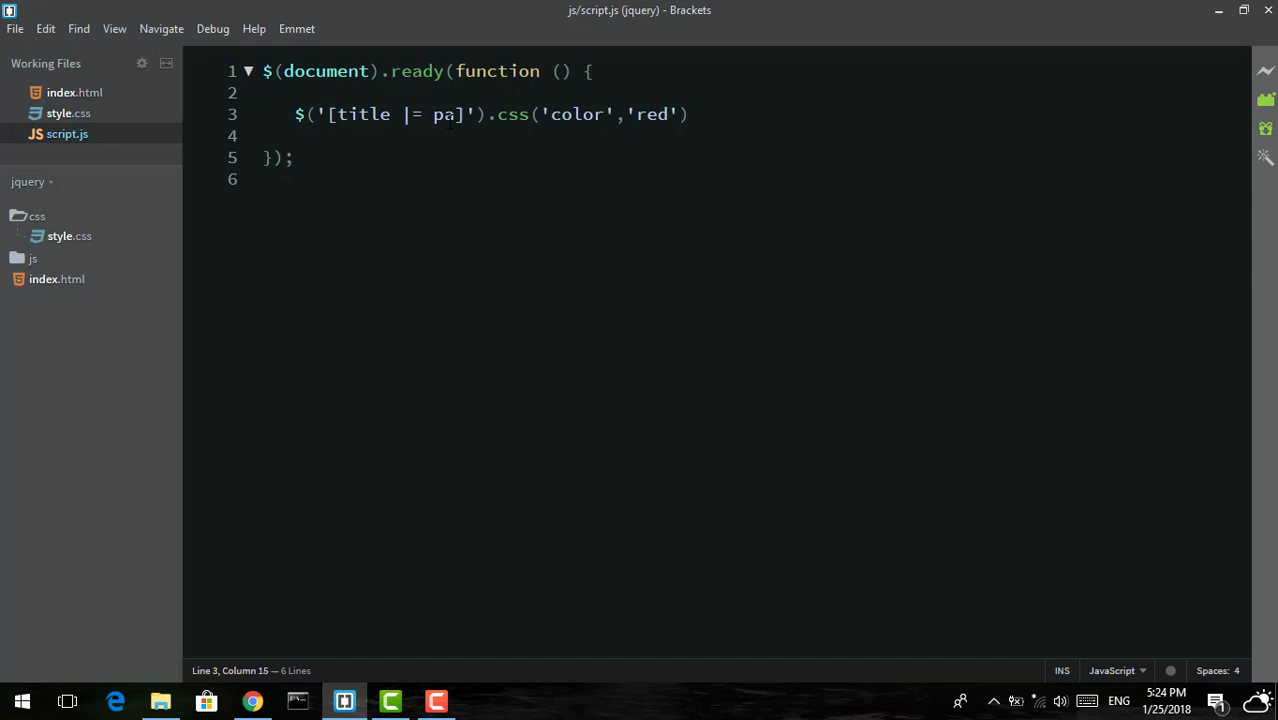 js/script.js (jquery) - Brackets
File Edit Find View Navigate Debug Help Emmet
Working Files
index.html
style.css
JS script.js
jquery
css
style.css
js
index.html
1 $(document).ready(function () {
2
3 $('[title |= pa]').css('color','red')
4
5 });
6
Line 3, Column 15 — 6 Lines
INS JavaScript Spaces: 4
ENG
5:24 PM
1/25/2018
1